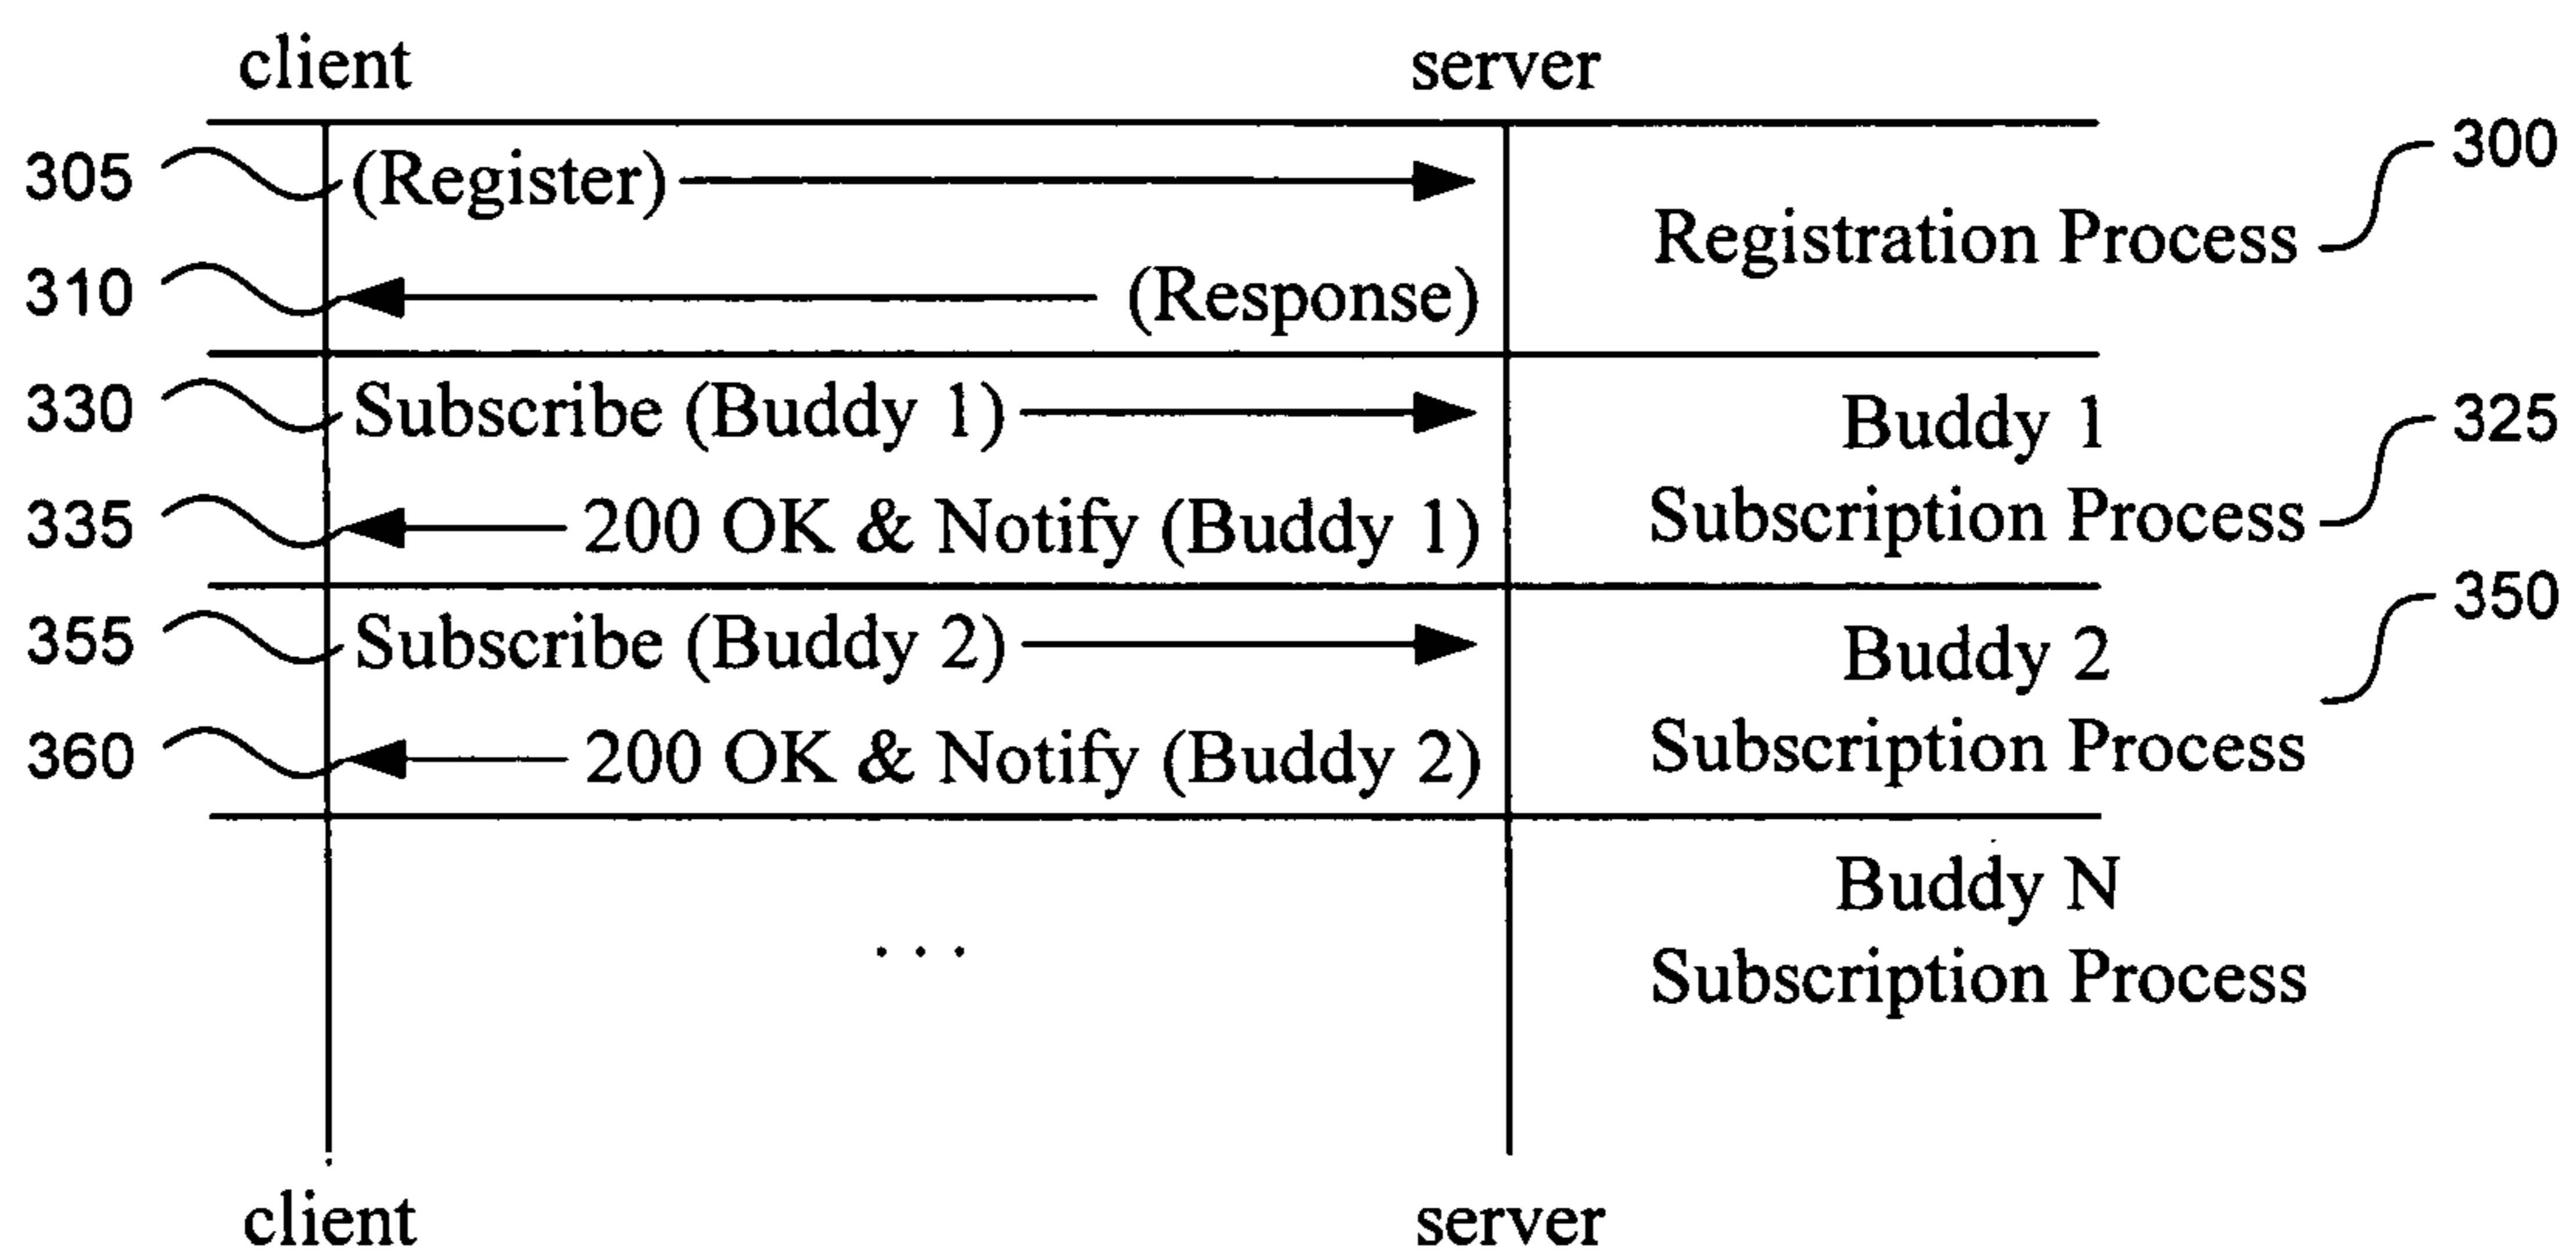 client server
305 (Register) 300
Registration Process
310 (Response)
330 Subscribe (Buddy 1) Buddy 1 325
335 200 OK & Notify (Buddy 1) Subscription Process
350
355 Subscribe (Buddy 2) Buddy 2
360 200 OK & Notify (Buddy 2) Subscription Process
Buddy N
. . .
Subscription Process
client server